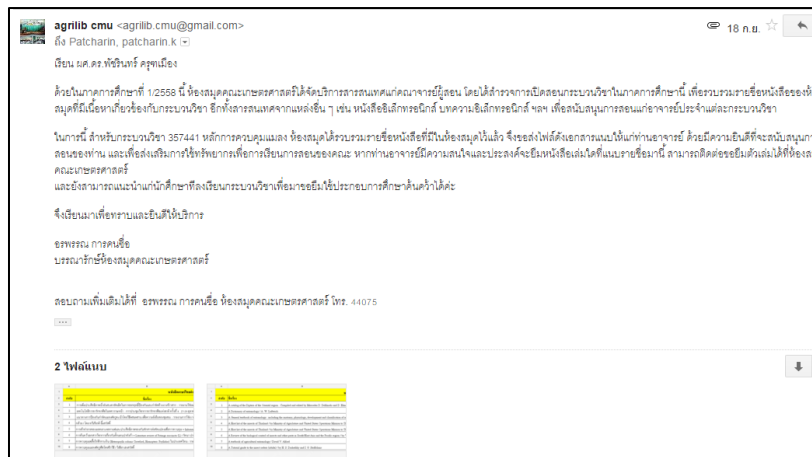 agrilib cmu <agrilib.cmu@gmail.com>
18 ก.ย.
ถึง Patcharin, patcharin.k
เรียน ผศ.ดร.พัชรินทร์ ครุฑเมือง
ด้วยในภาคการศึกษาที่ 1/2558 นี้ ห้องสมุดคณะเกษตรศาสตร์ได้จัดบริการสารสนเทศแก่คณาจารย์ผู้สอน โดยได้สำรวจการเปิดสอนกระบวนวิชาในภาคการศึกษานี้ เพื่อรวบรวมรายชื่อหนังสือของห้
สมุดที่มีเนื้อหาเกี่ยวข้องกับกระบวนวิชา อีกทั้งสารสนเทศจากแหล่งอื่น ๆ เช่น หนังสืออิเล็กทรอนิกส์ บทความอิเล็กทรอนิกส์ ฯลฯ เพื่อสนับสนุนการสอนแก่อาจารย์ประจำแต่ละกระบวนวิชา
ในการนี้ สำหรับกระบวนวิชา 357441 หลักการควบคุมแมลง ห้องสมุดได้รวบรวมรายชื่อหนังสือที่มีในห้องสมุดไว้แล้ว จึงขอส่งไฟล์ดังเอกสารแนบให้แก่ท่านอาจารย์ ด้วยมีความยินดีที่จะสนับสนุนกา
สอนของท่าน และเพื่อส่งเสริมการใช้ทรัพยากรเพื่อการเรียนการสอนของคณะ หากท่านอาจารย์มีความสนใจและประสงค์จะยืมหนังสือเล่มใดที่แนบรายชื่อมานี้ สามารถติดต่อขอยืมตัวเล่มได้ที่ห้องส
คณะเกษตรศาสตร์
และยังสามารถแนะนำแก่นักศึกษาที่ลงเรียนกระบวนวิชาเพื่อมาขอยืมใช้ประกอบการศึกษาค้นคว้าได้ค่ะ
จึงเรียนมาเพื่อทราบและยินดีให้บริการ
อรพรรณ การคนซื่อ
บรรณารักษ์ห้องสมุดคณะเกษตรศาสตร์
สอบถามเพิ่มเติมได้ที่ อรพรรณ การคนซื่อ ห้องสมุดคณะเกษตรศาสตร์ โทร. 44075
2 ไฟล์แนบ